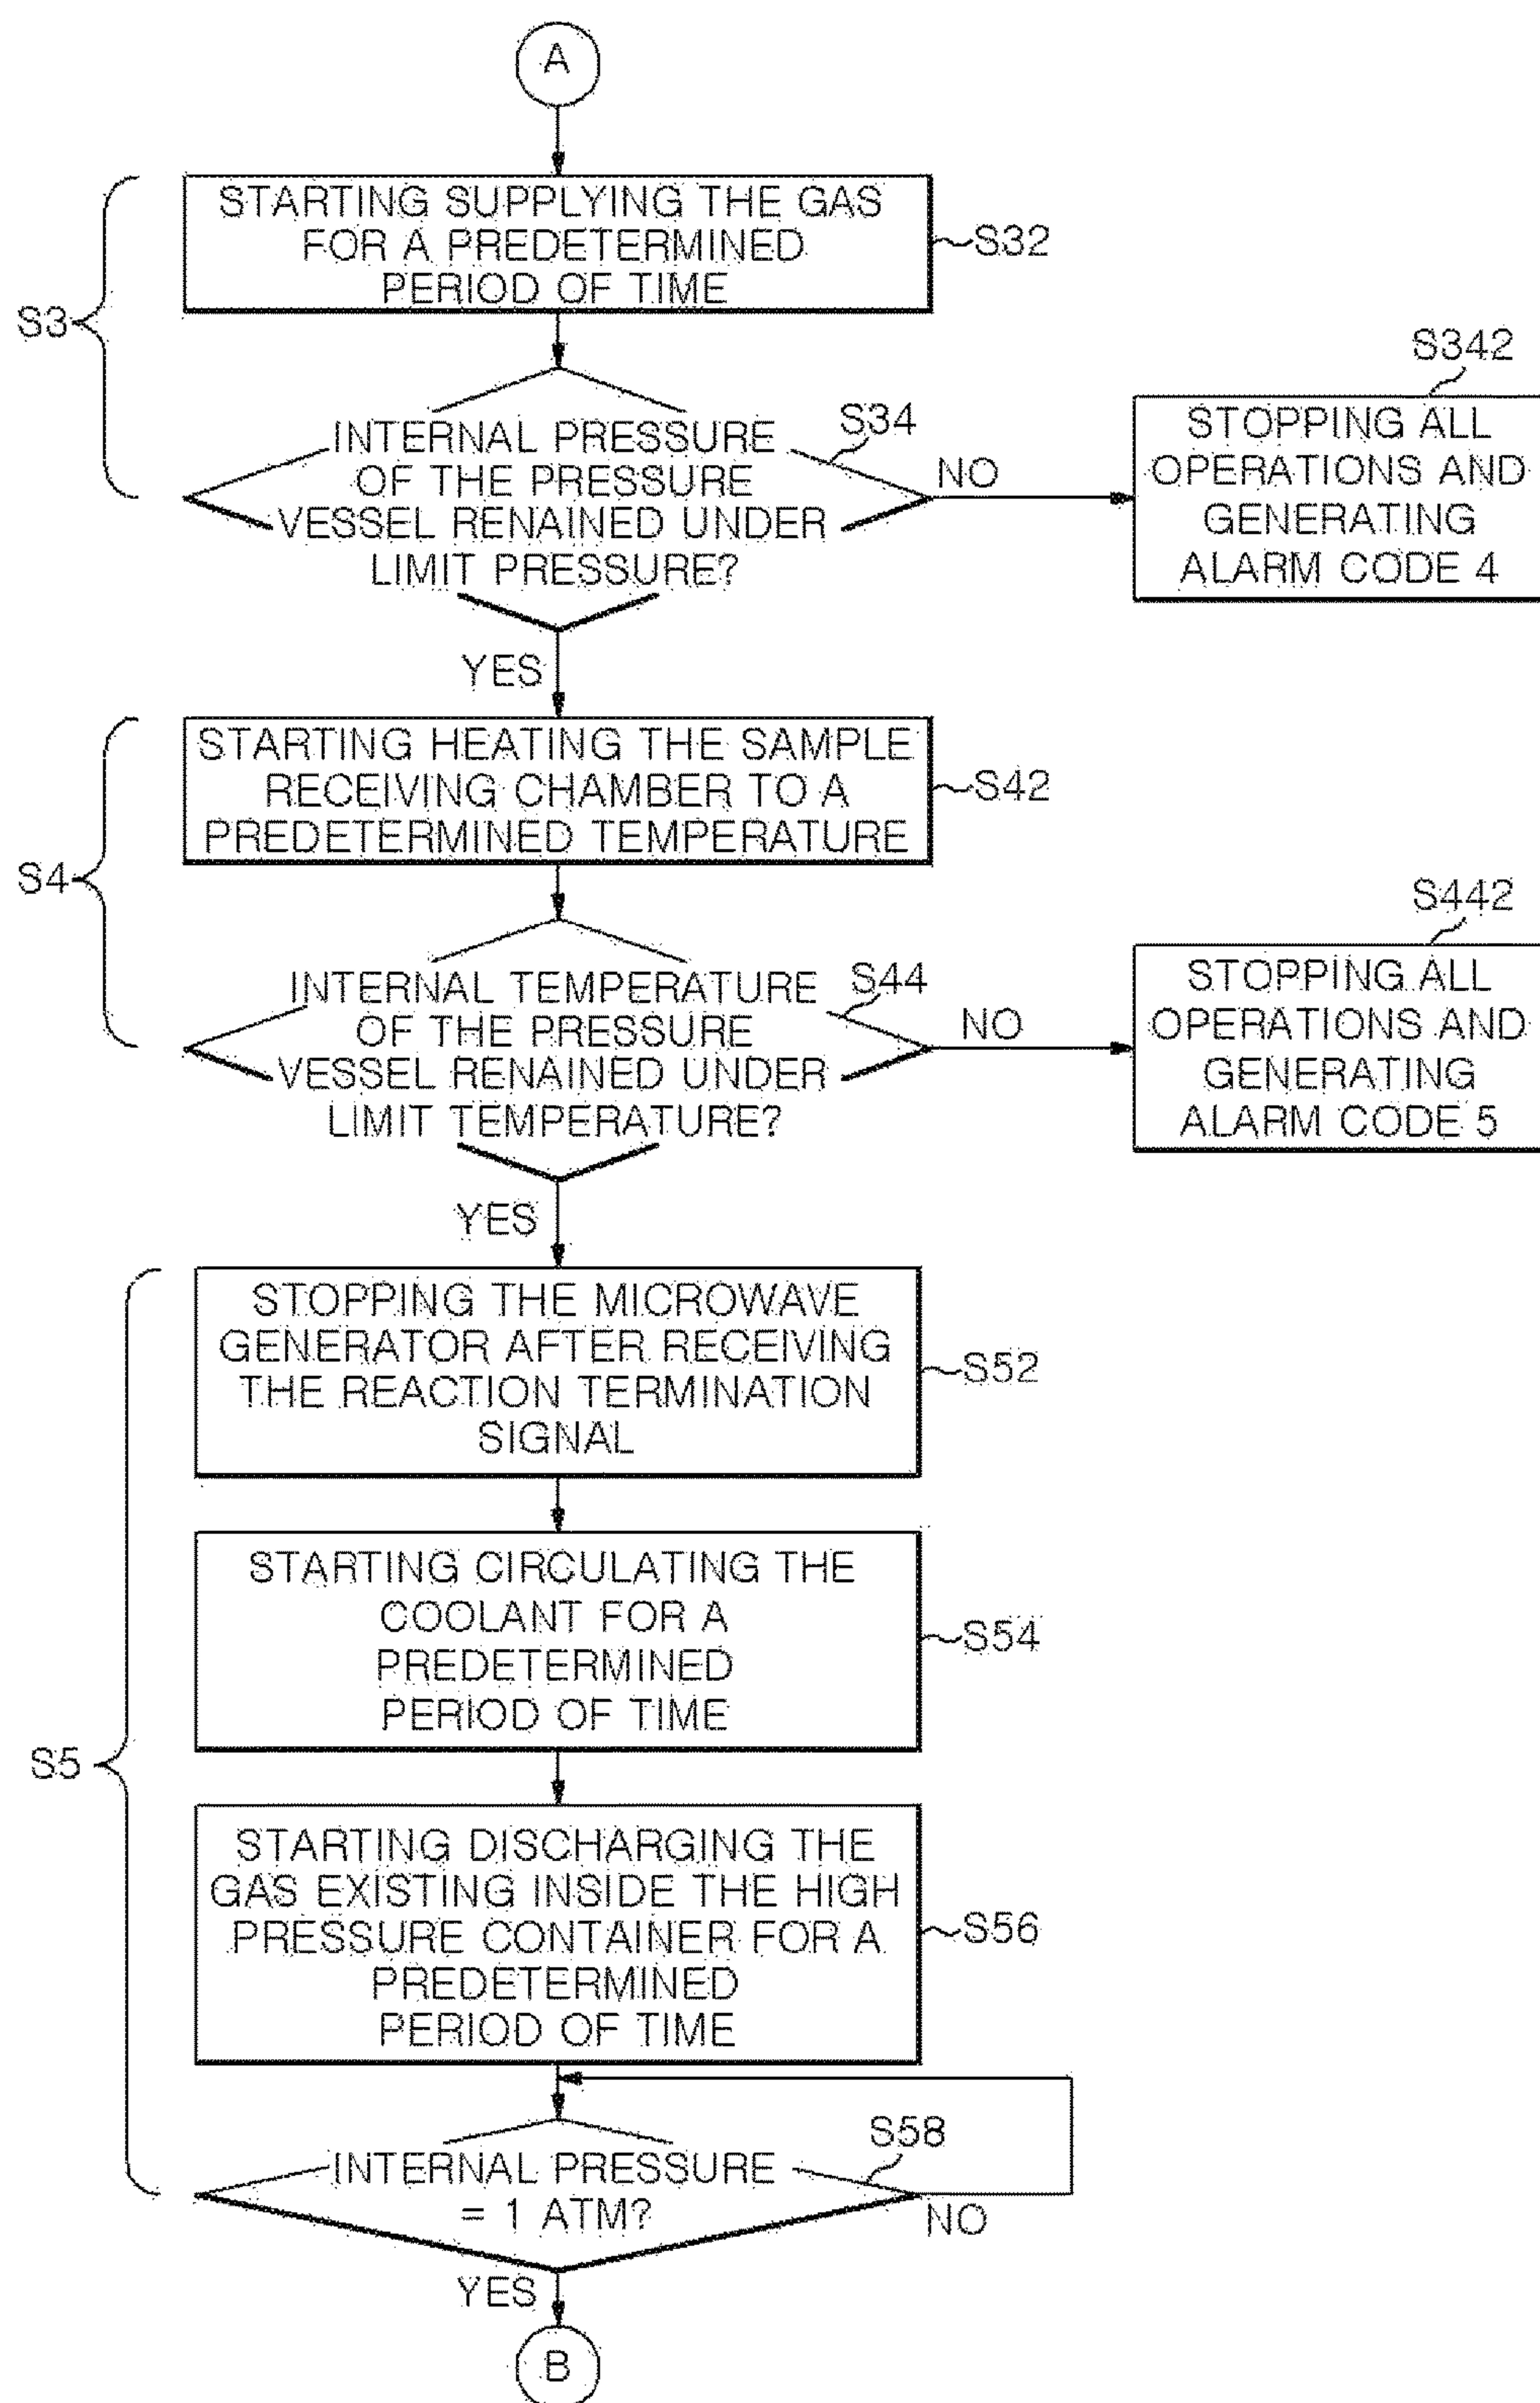 A
STARTING SUPPLYING THE GAS
FOR A PREDETERMINED
PERIOD OF TIME
S32
S3
S342
INTERNAL PRESSURE
OF THE PRESSURE
VESSEL RENAINED UNDER
LIMIT PRESSURE?
S34
NO
STOPPING ALL
OPERATIONS AND
GENERATING
ALARM CODE 4
YES
STARTING HEATING THE SAMPLE
RECEIVING CHAMBER TO A
PREDETERMINED TEMPERATURE
S42
S4
S442
INTERNAL TEMPERATURE
OF THE PRESSURE
VESSEL RENAINED UNDER
LIMIT TEMPERATURE?
S44
NO
STOPPING ALL
OPERATIONS AND
GENERATING
ALARM CODE 5
YES
STOPPING THE MICROWAVE
GENERATOR AFTER RECEIVING
THE REACTION TERMINATION
SIGNAL
S52
STARTING CIRCULATING THE
COOLANT FOR A
PREDETERMINED
PERIOD OF TIME
S54
S5
STARTING DISCHARGING THE
GAS EXISTING INSIDE THE HIGH
PRESSURE CONTAINER FOR A
PREDETERMINED
PERIOD OF TIME
S56
S58
INTERNAL PRESSURE
= 1 ATM?
NO
YES
B